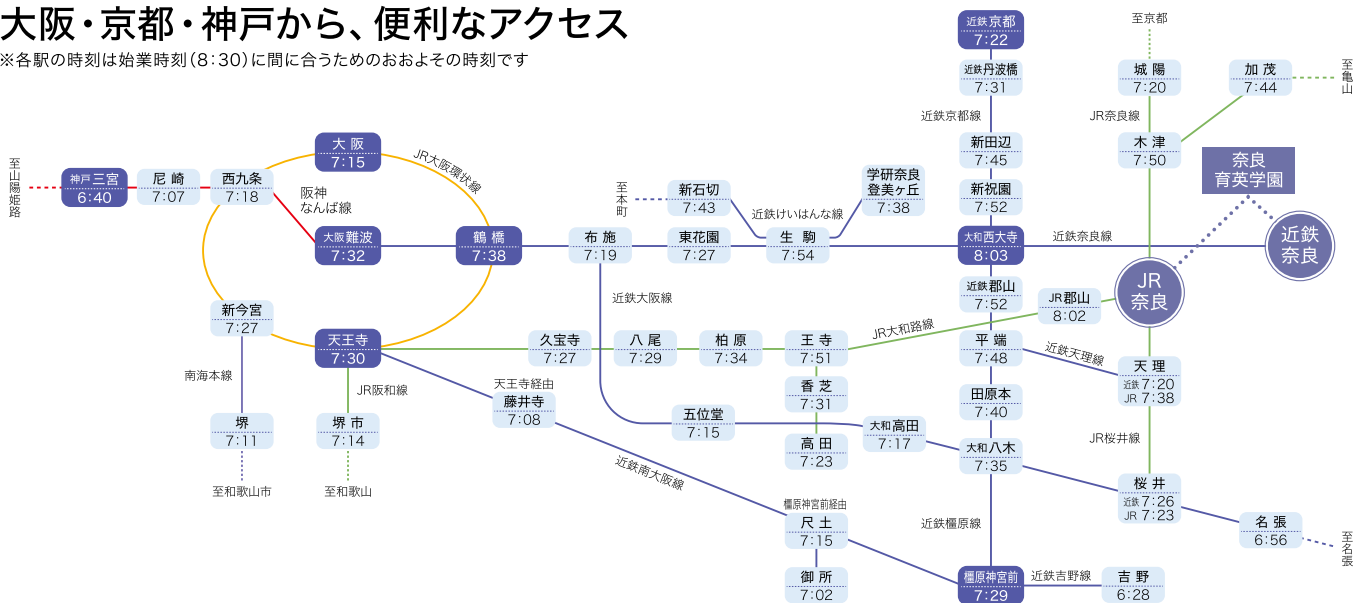 大阪・京都・神戸から、便利なアクセス
※各駅の時刻は始業時刻（8：30）に間に合うためのおおよその時刻です
近鉄京都
7:22
至京都
近鉄丹波橋
7:31
城陽
7:20
加茂
7:44
至亀山
近鉄京都線
JR奈良線
大阪
7:15
JR大阪環状線
新田辺
7:45
木津
7:50
奈良
育英学園
至山陽姫路
神戸三宮
6:40
尼崎
7:07
西九条
7:18
阪神
なんば線
至本町
新石切
7:43
近鉄けいはんな線
学研奈良
登美ヶ丘
7:38
新祝園
7:52
大阪難波
7:32
鶴橋
7:38
布施
7:19
東花園
7:27
生駒
7:54
大和西大寺
8:03
近鉄奈良線
近鉄
奈良
近鉄大阪線
近鉄郡山
7:52
JR郡山
8:02
JR
奈良
新今宮
7:27
天王寺
7:30
久宝寺
7:27
八尾
7:29
柏原
7:34
王寺
7:51
JR大和路線
平端
7:48
近鉄天理線
天理
近鉄 7:20
JR 7:38
南海本線
JR阪和線
天王寺経由
藤井寺
7:08
香芝
7:31
田原本
7:40
堺
7:11
堺市
7:14
五位堂
7:15
高田
7:23
大和高田
7:17
大和八木
7:35
JR桜井線
至和歌山市
至和歌山
近鉄南大阪線
桜井
近鉄 7:26
JR 7:23
橿原神宮前経由
尺土
7:15
近鉄橿原線
名張
6:56
至名張
御所
7:02
橿原神宮前
7:29
近鉄吉野線
吉野
6:28